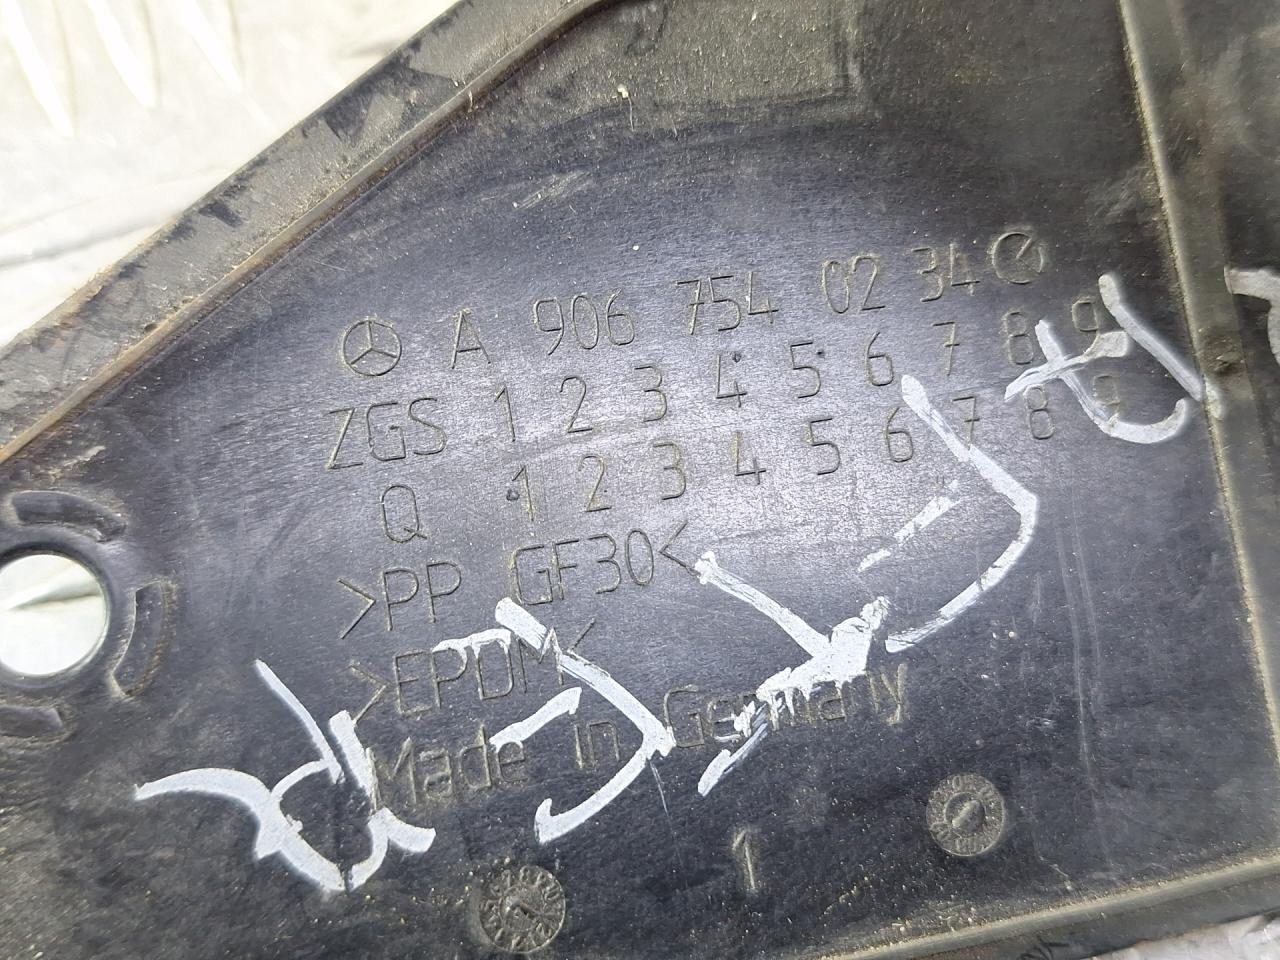 A 906 754 02 34
ZGS 1 2 3 4 5 6 7 8 9
Q 1 2 3 4 5 6 7 8 9
>PP GF30<
>EPDM<
Made in Germany
1